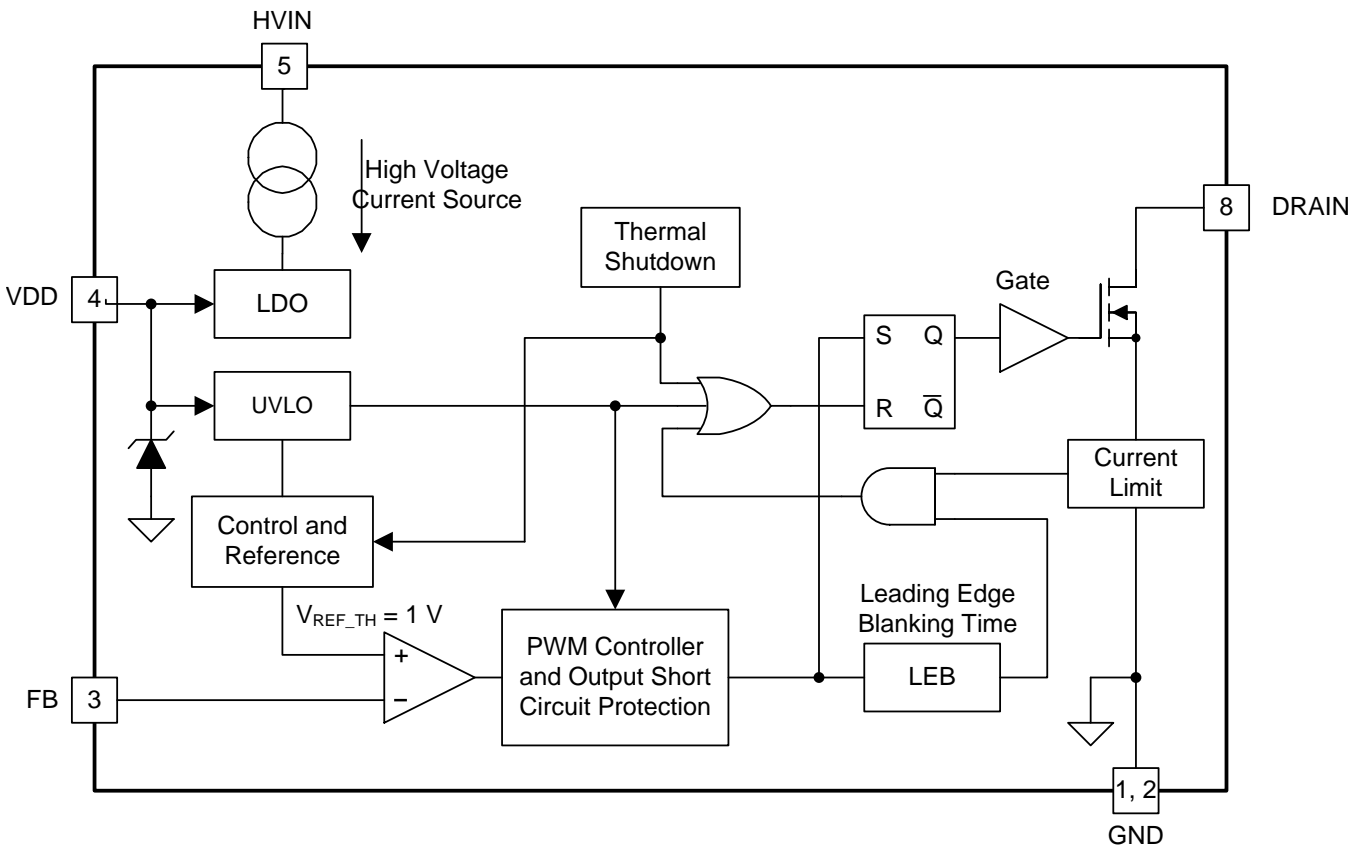 HVIN
5
High Voltage
Current Source
8
DRAIN
Thermal
Shutdown
VDD
4
LDO
Gate
S Q
R Q̅
UVLO
Current
Limit
Control and
Reference
V_REF_TH = 1 V
Leading Edge
Blanking Time
+
−
PWM Controller
and Output Short
Circuit Protection
LEB
FB
3
1, 2
GND